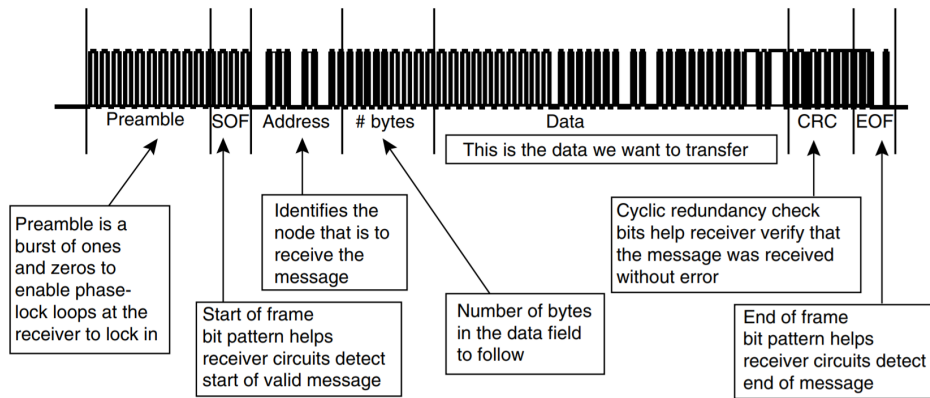 Preamble
SOF
Address
# bytes
Data
CRC
EOF
This is the data we want to transfer
Preamble is a
burst of ones
and zeros to
enable phase-
lock loops at the
receiver to lock in
Start of frame
bit pattern helps
receiver circuits detect
start of valid message
Identifies the
node that is to
receive the
message
Number of bytes
in the data field
to follow
Cyclic redundancy check
bits help receiver verify that
the message was received
without error
End of frame
bit pattern helps
receiver circuits detect
end of message